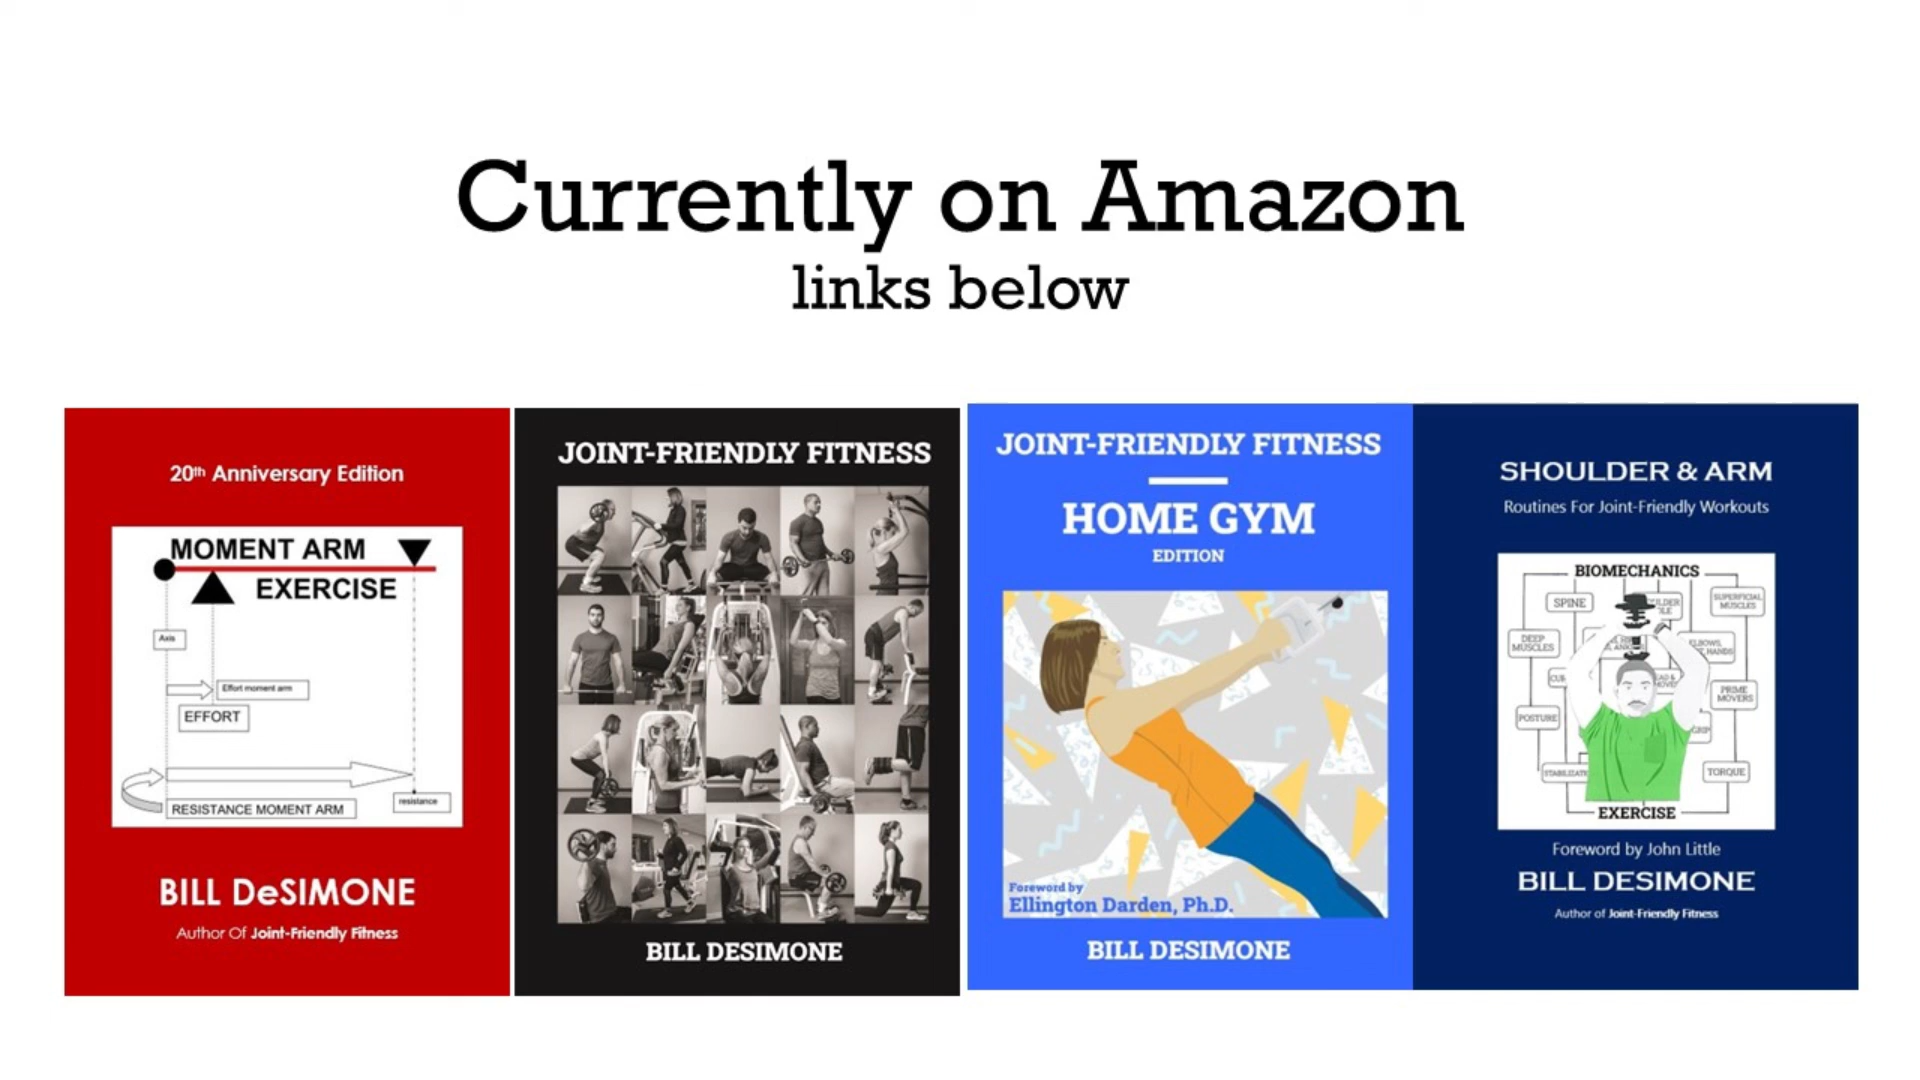 Currently on Amazon
links below
20th Anniversary Edition
MOMENT ARM
EXERCISE
Axis
Effort moment arm
EFFORT
RESISTANCE MOMENT ARM
resistance
BILL DeSIMONE
Author Of Joint-Friendly Fitness
JOINT-FRIENDLY FITNESS
BILL DESIMONE
JOINT-FRIENDLY FITNESS
HOME GYM
EDITION
Foreword by
Ellington Darden, Ph.D.
BILL DESIMONE
SHOULDER & ARM
Routines For Joint-Friendly Workouts
BIOMECHANICS
SPINE
SUPERFICIAL
MUSCLES
DEEP
MUSCLES
ELBOWS,
HANDS
PRIME
MOVERS
POSTURE
GRIP
TORQUE
EXERCISE
Foreword by John Little
BILL DESIMONE
Author of Joint-Friendly Fitness